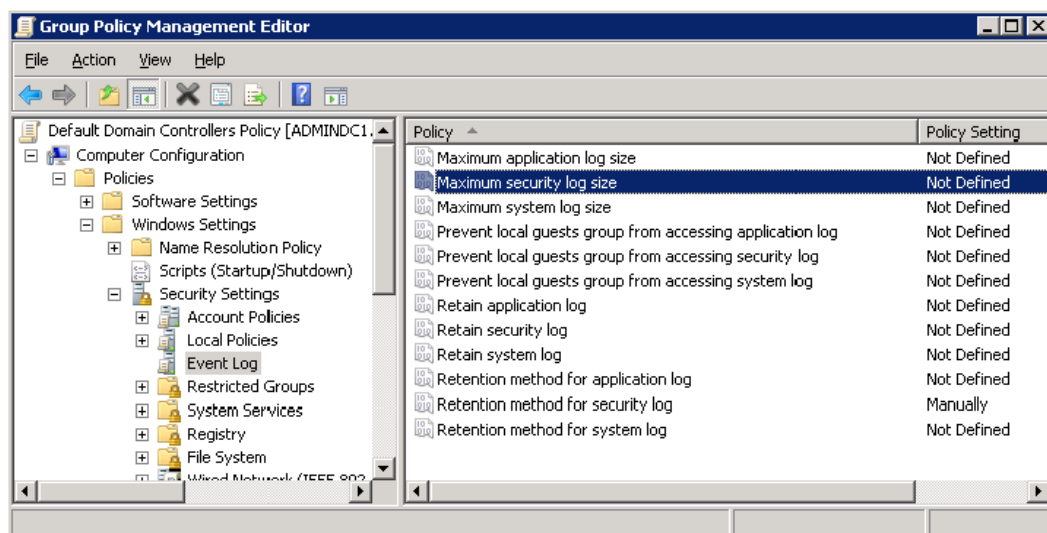 Group Policy Management Editor
File Action View Help
Default Domain Controllers Policy [ADMINDC1.
Computer Configuration
Policies
Software Settings
Windows Settings
Name Resolution Policy
Scripts (Startup/Shutdown)
Security Settings
Account Policies
Local Policies
Event Log
Restricted Groups
System Services
Registry
File System
Wired Network (IEEE 802
Policy Policy Setting
Maximum application log size Not Defined
Maximum security log size Not Defined
Maximum system log size Not Defined
Prevent local guests group from accessing application log Not Defined
Prevent local guests group from accessing security log Not Defined
Prevent local guests group from accessing system log Not Defined
Retain application log Not Defined
Retain security log Not Defined
Retain system log Not Defined
Retention method for application log Not Defined
Retention method for security log Manually
Retention method for system log Not Defined